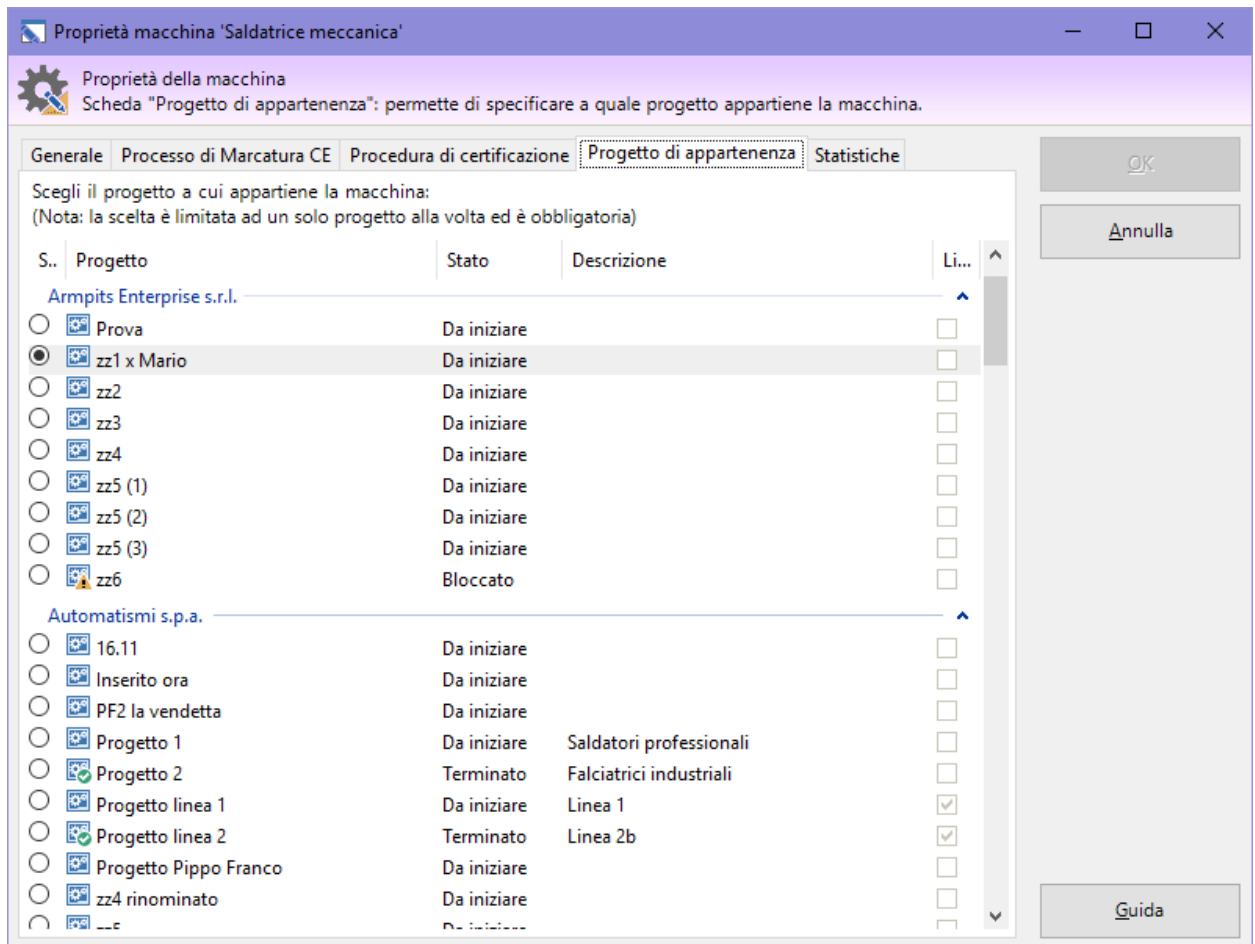 Proprietà macchina 'Saldatrice meccanica'
Proprietà della macchina
Scheda "Progetto di appartenenza": permette di specificare a quale progetto appartiene la macchina.
Generale Processo di Marcatura CE Procedura di certificazione Progetto di appartenenza Statistiche
OK
Scegli il progetto a cui appartiene la macchina:
(Nota: la scelta è limitata ad un solo progetto alla volta ed è obbligatoria)
Annulla
S.. Progetto Stato Descrizione Li...
Armpits Enterprise s.r.l.
Prova Da iniziare
zz1 x Mario Da iniziare
zz2 Da iniziare
zz3 Da iniziare
zz4 Da iniziare
zz5 (1) Da iniziare
zz5 (2) Da iniziare
zz5 (3) Da iniziare
zz6 Bloccato
Automatismi s.p.a.
16.11 Da iniziare
Inserito ora Da iniziare
PF2 la vendetta Da iniziare
Progetto 1 Da iniziare Saldatori professionali
Progetto 2 Terminato Falciatrici industriali
Progetto linea 1 Da iniziare Linea 1
Progetto linea 2 Terminato Linea 2b
Progetto Pippo Franco Da iniziare
zz4 rinominato Da iniziare
Guida